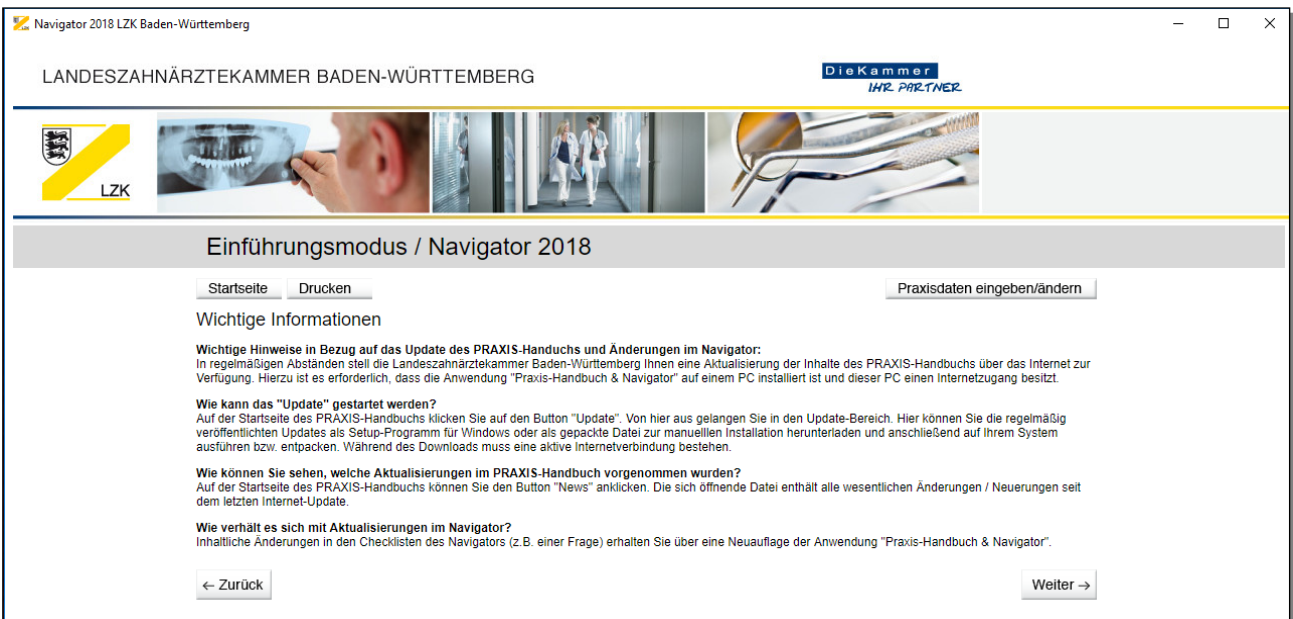 Navigator 2018 LZK Baden-Württemberg
LANDESZAHNÄRZTEKAMMER BADEN-WÜRTTEMBERG
DieKammer
IHR PARTNER
LZK
Einführungsmodus / Navigator 2018
Startseite Drucken Praxisdaten eingeben/ändern
Wichtige Informationen
Wichtige Hinweise in Bezug auf das Update des PRAXIS-Handuchs und Änderungen im Navigator:
In regelmäßigen Abständen stell die Landeszahnärztekammer Baden-Württemberg Ihnen eine Aktualisierung der Inhalte des PRAXIS-Handbuchs über das Internet zur
Verfügung. Hierzu ist es erforderlich, dass die Anwendung "Praxis-Handbuch & Navigator" auf einem PC installiert ist und dieser PC einen Internetzugang besitzt.
Wie kann das "Update" gestartet werden?
Auf der Startseite des PRAXIS-Handbuchs klicken Sie auf den Button "Update". Von hier aus gelangen Sie in den Update-Bereich. Hier können Sie die regelmäßig
veröffentlichten Updates als Setup-Programm für Windows oder als gepackte Datei zur manuelllen Installation herunterladen und anschließend auf Ihrem System
ausführen bzw. entpacken. Während des Downloads muss eine aktive Internetverbindung bestehen.
Wie können Sie sehen, welche Aktualisierungen im PRAXIS-Handbuch vorgenommen wurden?
Auf der Startseite des PRAXIS-Handbuchs können Sie den Button "News" anklicken. Die sich öffnende Datei enthält alle wesentlichen Änderungen / Neuerungen seit
dem letzten Internet-Update.
Wie verhält es sich mit Aktualisierungen im Navigator?
Inhaltliche Änderungen in den Checklisten des Navigators (z.B. einer Frage) erhalten Sie über eine Neuauflage der Anwendung "Praxis-Handbuch & Navigator".
← Zurück Weiter →